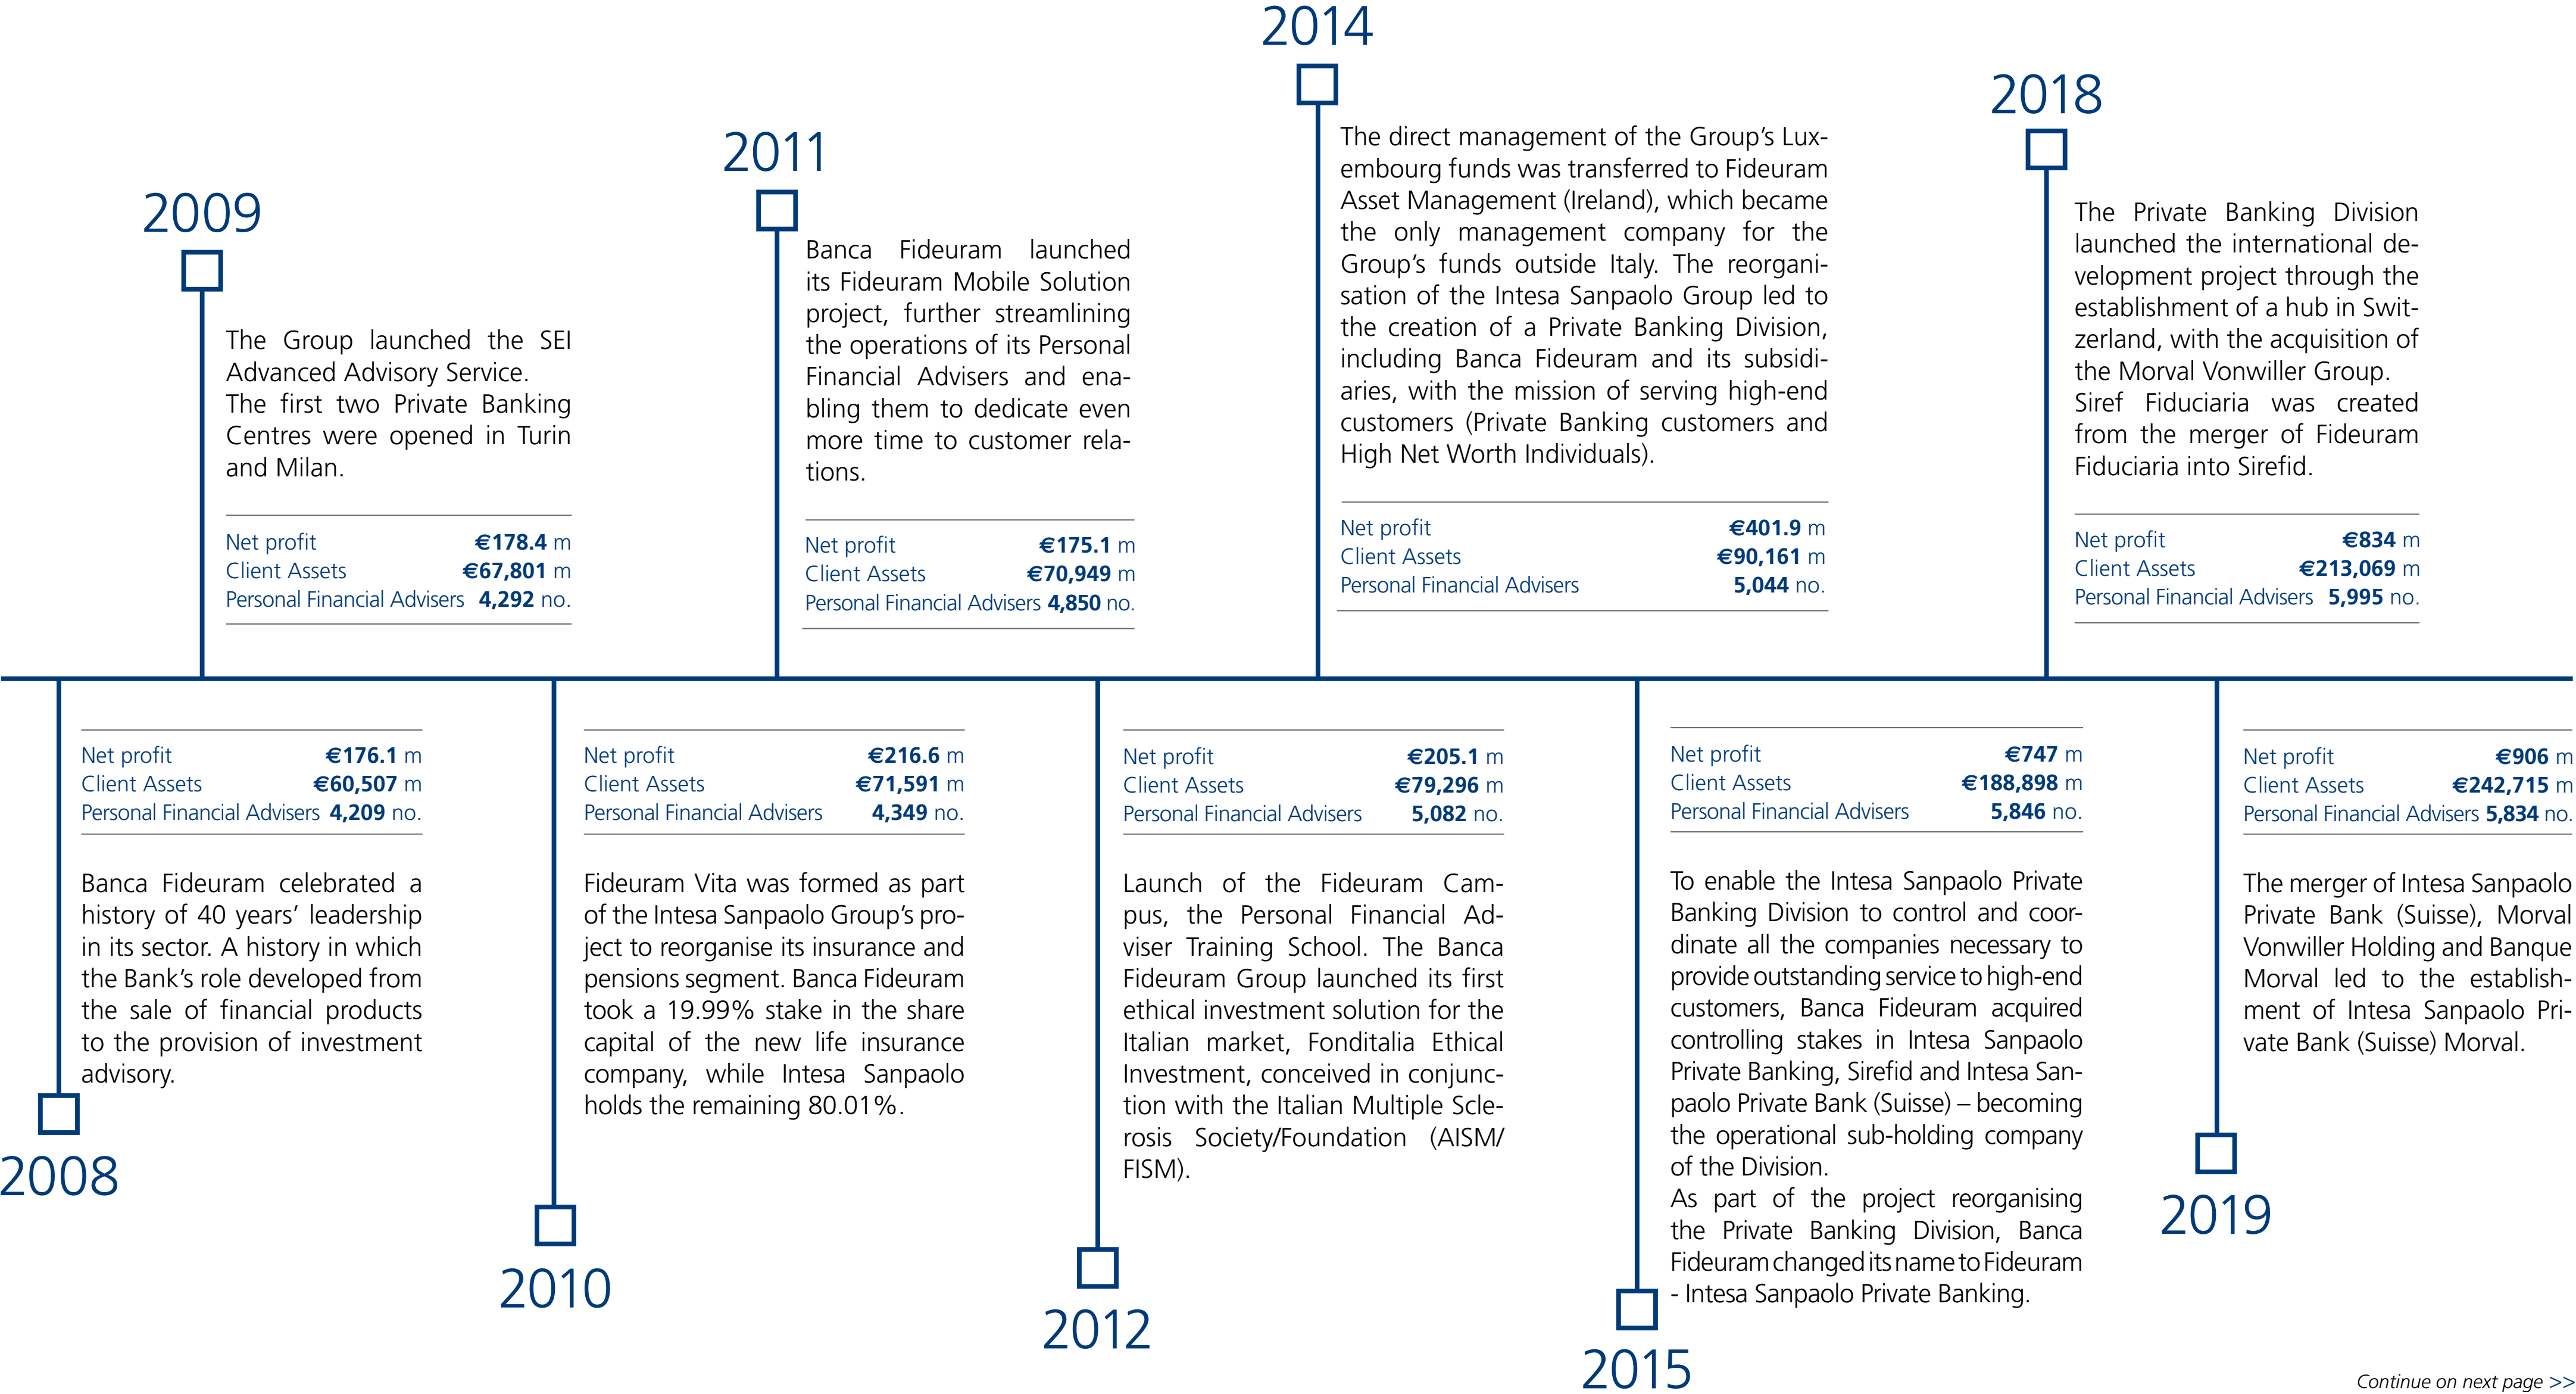 2014
The direct management of the Group's Lux-
embourg funds was transferred to Fideuram
Asset Management (Ireland), which became
the only management company for the
Group's funds outside Italy. The reorgani-
sation of the Intesa Sanpaolo Group led to
the creation of a Private Banking Division,
including Banca Fideuram and its subsidi-
aries, with the mission of serving high-end
customers (Private Banking customers and
High Net Worth Individuals).
Net profit €401.9 m
Client Assets €90,161 m
Personal Financial Advisers 5,044 no.
2018
The Private Banking Division
launched the international de-
velopment project through the
establishment of a hub in Swit-
zerland, with the acquisition of
the Morval Vonwiller Group.
Siref Fiduciaria was created
from the merger of Fideuram
Fiduciaria into Sirefid.
Net profit €834 m
Client Assets €213,069 m
Personal Financial Advisers 5,995 no.
2011
Banca Fideuram launched
its Fideuram Mobile Solution
project, further streamlining
the operations of its Personal
Financial Advisers and ena-
bling them to dedicate even
more time to customer rela-
tions.
Net profit €175.1 m
Client Assets €70,949 m
Personal Financial Advisers 4,850 no.
2009
The Group launched the SEI
Advanced Advisory Service.
The first two Private Banking
Centres were opened in Turin
and Milan.
Net profit €178.4 m
Client Assets €67,801 m
Personal Financial Advisers 4,292 no.
Net profit €176.1 m
Client Assets €60,507 m
Personal Financial Advisers 4,209 no.
Banca Fideuram celebrated a
history of 40 years' leadership
in its sector. A history in which
the Bank's role developed from
the sale of financial products
to the provision of investment
advisory.
2008
Net profit €216.6 m
Client Assets €71,591 m
Personal Financial Advisers 4,349 no.
Fideuram Vita was formed as part
of the Intesa Sanpaolo Group's pro-
ject to reorganise its insurance and
pensions segment. Banca Fideuram
took a 19.99% stake in the share
capital of the new life insurance
company, while Intesa Sanpaolo
holds the remaining 80.01%.
2010
Net profit €205.1 m
Client Assets €79,296 m
Personal Financial Advisers 5,082 no.
Launch of the Fideuram Cam-
pus, the Personal Financial Ad-
viser Training School. The Banca
Fideuram Group launched its first
ethical investment solution for the
Italian market, Fonditalia Ethical
Investment, conceived in conjunc-
tion with the Italian Multiple Scle-
rosis Society/Foundation (AISM/
FISM).
2012
Net profit €747 m
Client Assets €188,898 m
Personal Financial Advisers 5,846 no.
To enable the Intesa Sanpaolo Private
Banking Division to control and coor-
dinate all the companies necessary to
provide outstanding service to high-end
customers, Banca Fideuram acquired
controlling stakes in Intesa Sanpaolo
Private Banking, Sirefid and Intesa San-
paolo Private Bank (Suisse) – becoming
the operational sub-holding company
of the Division.
As part of the project reorganising
the Private Banking Division, Banca
Fideuram changed its name to Fideuram
- Intesa Sanpaolo Private Banking.
2015
Net profit €906 m
Client Assets €242,715 m
Personal Financial Advisers 5,834 no.
The merger of Intesa Sanpaolo
Private Bank (Suisse), Morval
Vonwiller Holding and Banque
Morval led to the establish-
ment of Intesa Sanpaolo Pri-
vate Bank (Suisse) Morval.
2019
Continue on next page >>